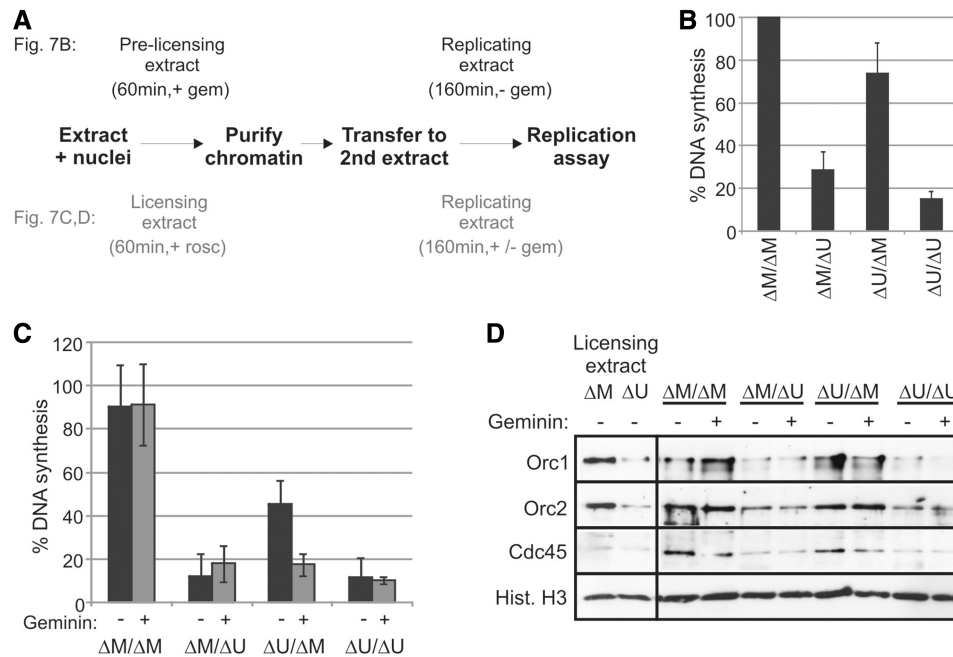 A
Fig. 7B:
Pre-licensing
extract
(60min,+ gem)
Replicating
extract
(160min,- gem)
Extract
+ nuclei
Purify
chromatin
Transfer to
2nd extract
Replication
assay
Fig. 7C,D:
Licensing
extract
(60min,+ rosc)
Replicating
extract
(160min,+ /- gem)
B
% DNA synthesis
100
80
60
40
20
0
ΔM/ΔM
ΔM/ΔU
ΔU/ΔM
ΔU/ΔU
C
% DNA synthesis
120
100
80
60
40
20
0
Geminin: - + - + - + - +
ΔM/ΔM ΔM/ΔU ΔU/ΔM ΔU/ΔU
D
Licensing
extract
ΔM ΔU ΔM/ΔM ΔM/ΔU ΔU/ΔM ΔU/ΔU
Geminin: - - - + - + - + - +
Orc1
Orc2
Cdc45
Hist. H3